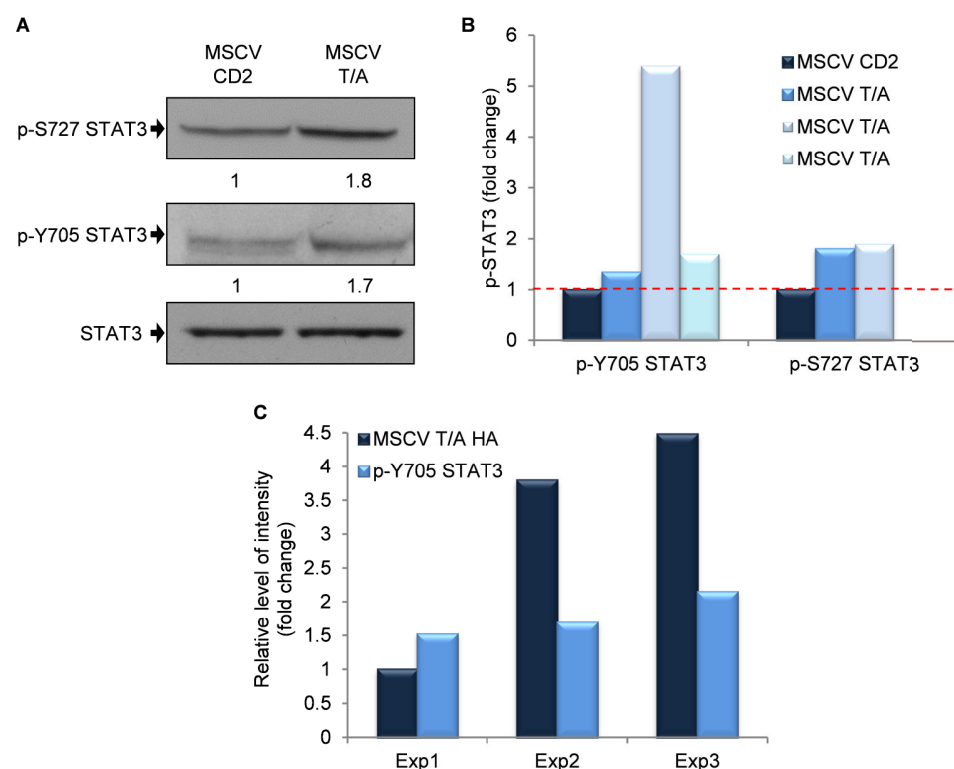 A
MSCV CD2
MSCV T/A
p-S727 STAT3
1 1.8
p-Y705 STAT3
1 1.7
STAT3
B
p-STAT3 (fold change)
6
5
4
3
2
1
0
MSCV CD2
MSCV T/A
MSCV T/A
MSCV T/A
p-Y705 STAT3 p-S727 STAT3
C
Relative level of intensity
(fold change)
4.5
4
3.5
3
2.5
2
1.5
1
0.5
0
MSCV T/A HA
p-Y705 STAT3
Exp1 Exp2 Exp3